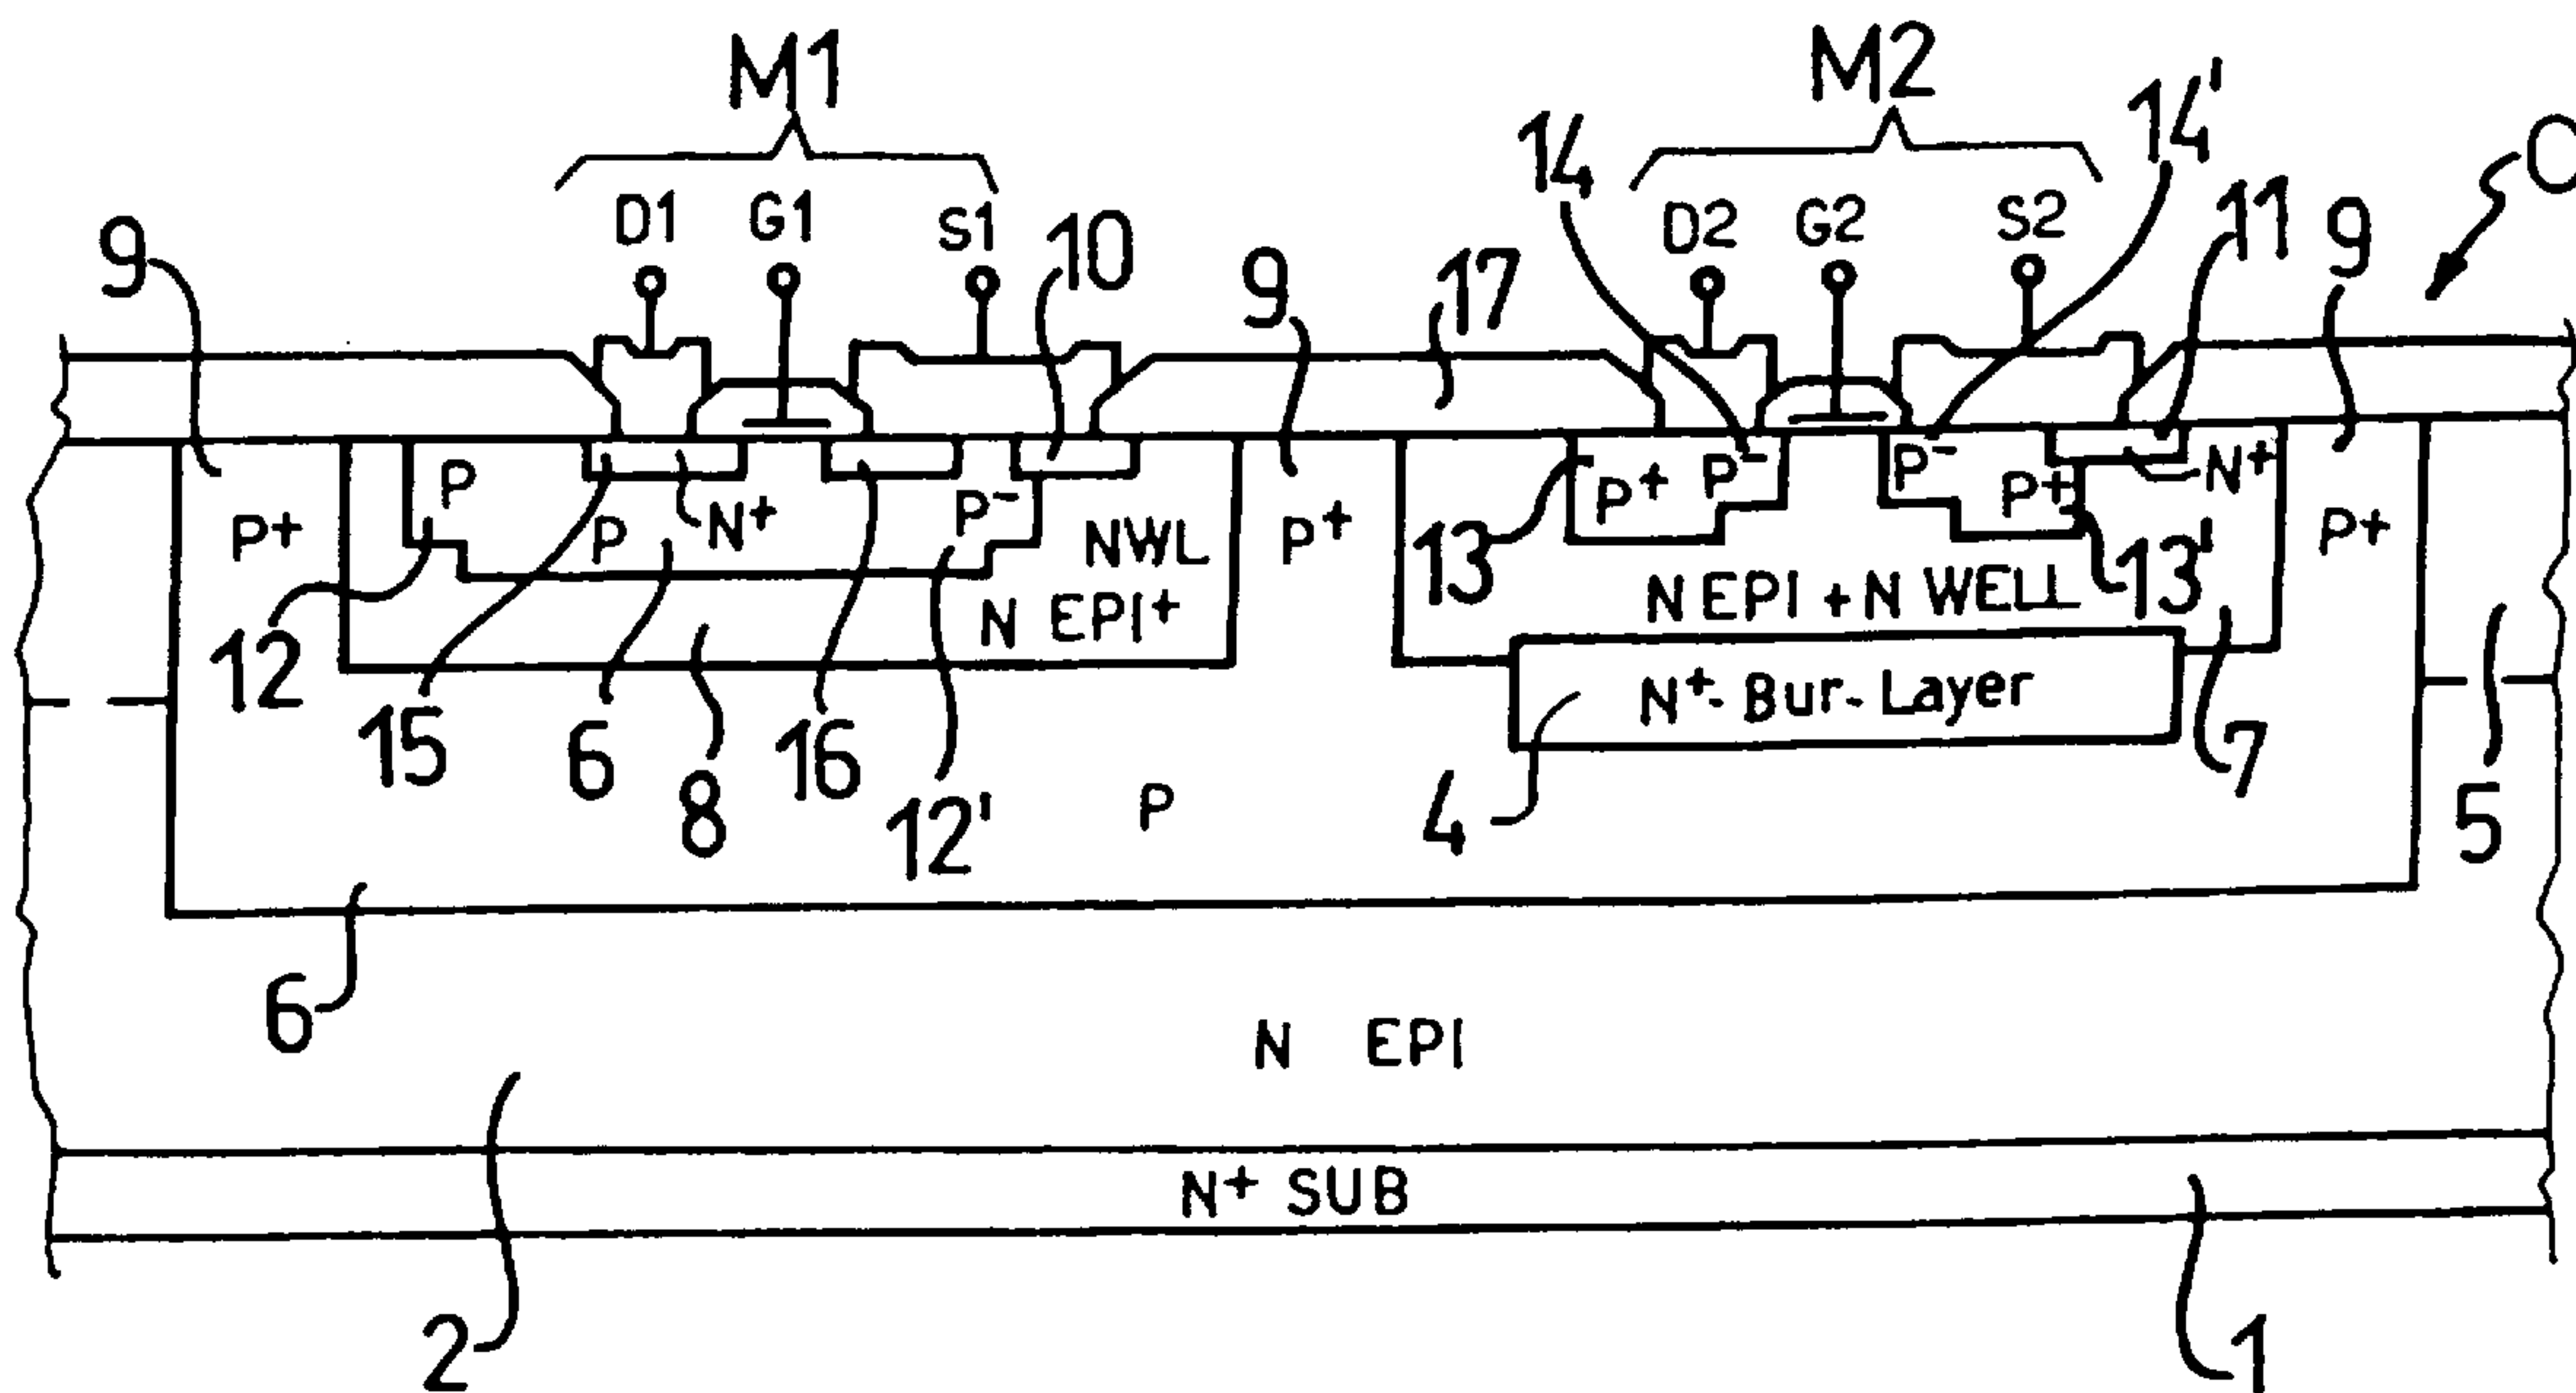 M1
M2
14
14'
D1
G1
S1
D2
G2
S2
O
9
10
9
17
11
9
P
P+
P
N+
P-
NWL
P+
13
P+
P-
P-
P+
N+
13'
P+
12
N EPI+
N EPI + N WELL
15
6
8
16
12'
P
N+- Bur- Layer
4
7
5
6
N EPI
N+ SUB
2
1